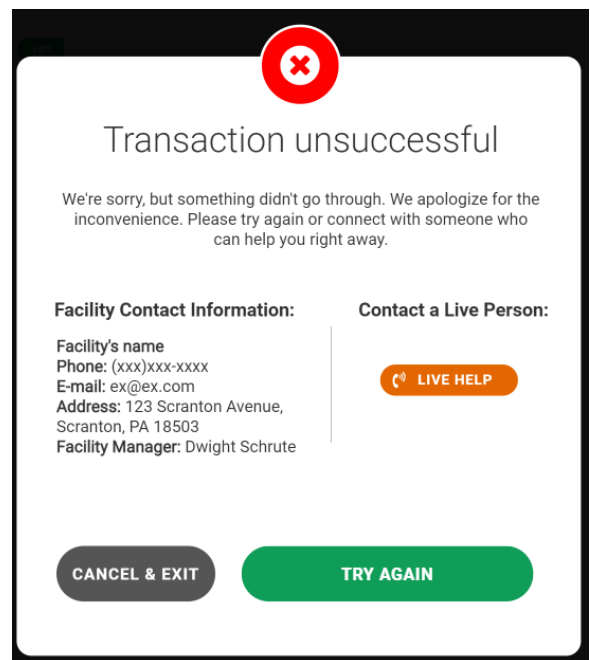 10%
Transaction unsuccessful
We're sorry, but something didn't go through. We apologize for the
inconvenience. Please try again or connect with someone who
can help you right away.
Facility Contact Information:
Facility's name
Phone: (xxx)xxx-xxxx
E-mail: ex@ex.com
Address: 123 Scranton Avenue,
Scranton, PA 18503
Facility Manager: Dwight Schrute
Contact a Live Person:
LIVE HELP
CANCEL & EXIT
TRY AGAIN